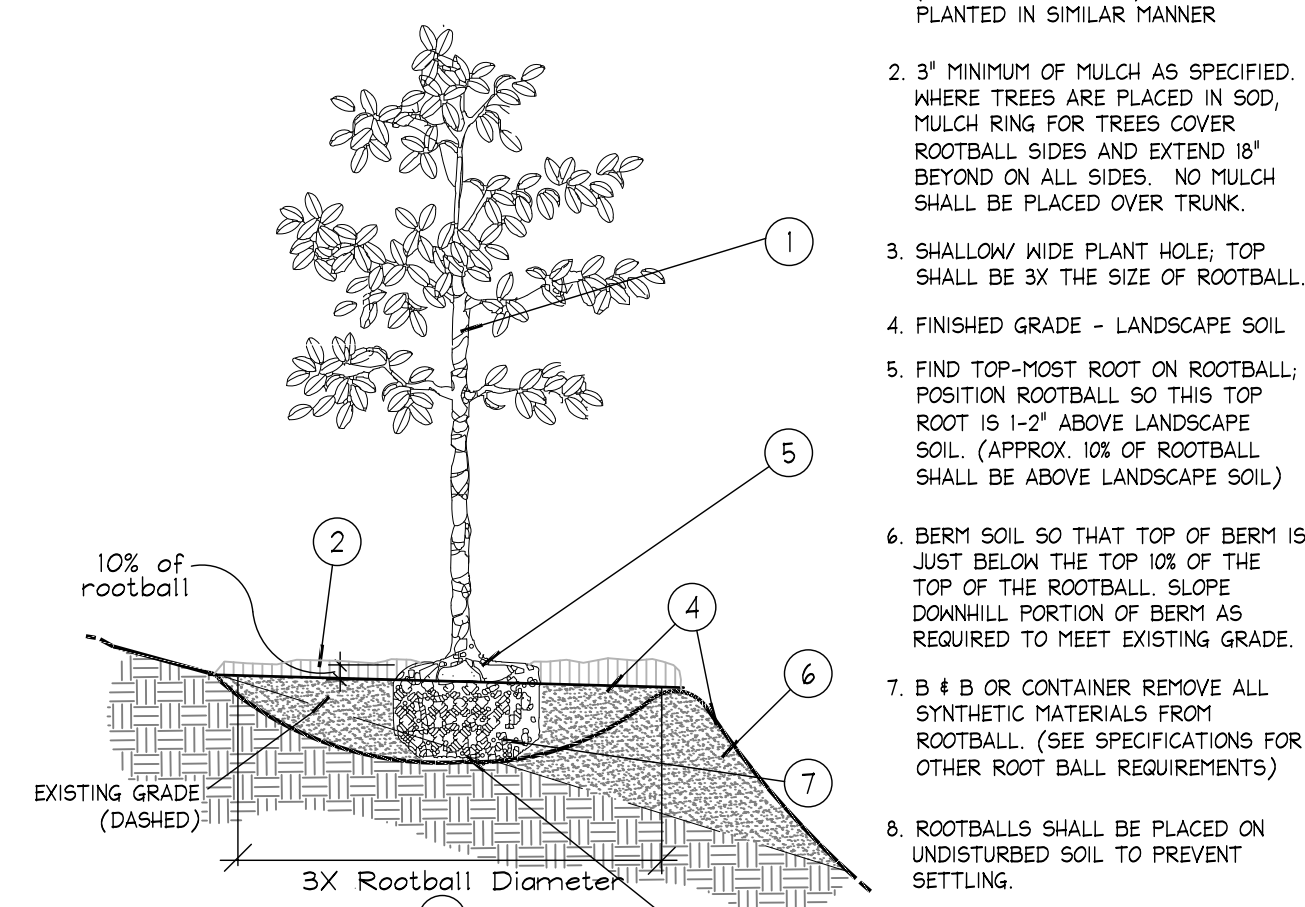 PLANTED IN SIMILAR MANNER
2. 3" MINIMUM OF MULCH AS SPECIFIED.
WHERE TREES ARE PLACED IN SOD,
MULCH RING FOR TREES COVER
ROOTBALL SIDES AND EXTEND 18"
BEYOND ON ALL SIDES. NO MULCH
SHALL BE PLACED OVER TRUNK.
3. SHALLOW/ WIDE PLANT HOLE; TOP
SHALL BE 3X THE SIZE OF ROOTBALL.
4. FINISHED GRADE - LANDSCAPE SOIL
5. FIND TOP-MOST ROOT ON ROOTBALL;
POSITION ROOTBALL SO THIS TOP
ROOT IS 1-2" ABOVE LANDSCAPE
SOIL. (APPROX. 10% OF ROOTBALL
SHALL BE ABOVE LANDSCAPE SOIL)
6. BERM SOIL SO THAT TOP OF BERM IS
JUST BELOW THE TOP 10% OF THE
TOP OF THE ROOTBALL. SLOPE
DOWNHILL PORTION OF BERM AS
REQUIRED TO MEET EXISTING GRADE.
7. B & B OR CONTAINER REMOVE ALL
SYNTHETIC MATERIALS FROM
ROOTBALL. (SEE SPECIFICATIONS FOR
OTHER ROOT BALL REQUIREMENTS)
8. ROOTBALLS SHALL BE PLACED ON
UNDISTURBED SOIL TO PREVENT
SETTLING.
1
5
2
10% of
rootball
4
6
7
EXISTING GRADE
(DASHED)
3X Rootball Diameter